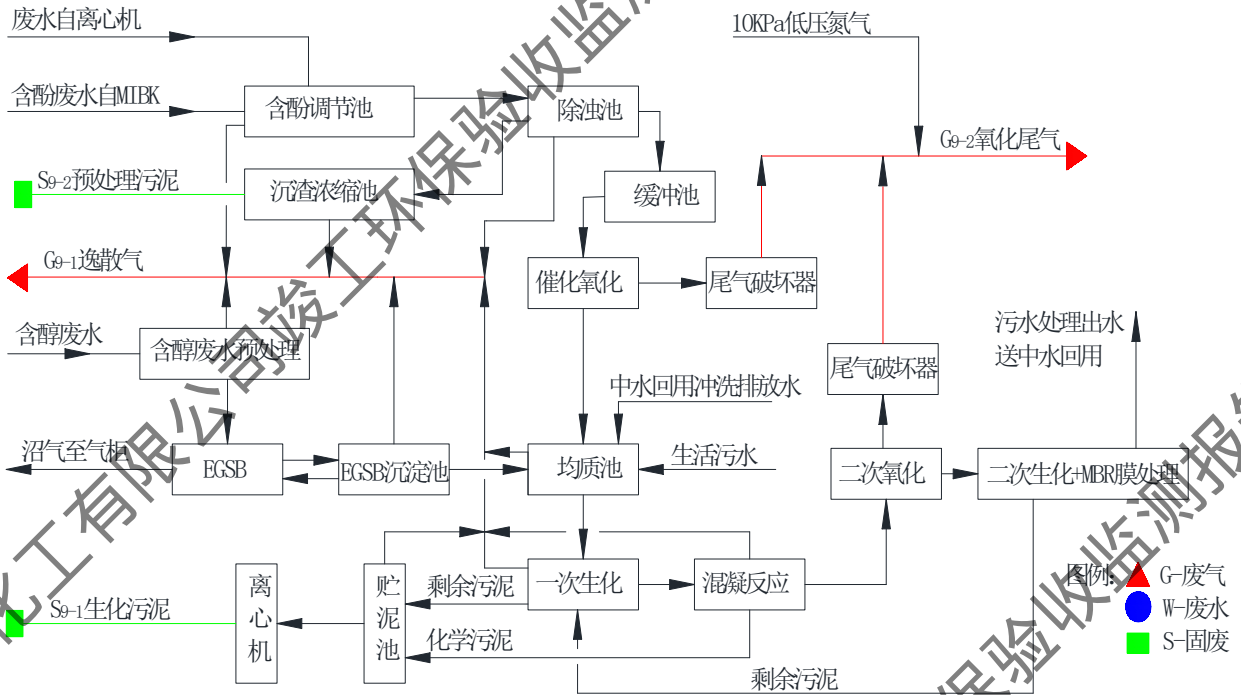 废水自离心机
10KPa低压氮气
含酚废水自MIBK
含酚调节池
除浊池
G9-2氧化尾气
S9-2预处理污泥
沉渣浓缩池
缓冲池
G9-1逸散气
催化氧化
尾气破坏器
含醇废水
含醇废水预处理
污水处理出水
送中水回用
尾气破坏器
中水回用冲洗排放水
沼气至气柜
EGSB
EGSB沉淀池
均质池
生活污水
二次氧化
二次生化+MBR膜处理
离心机
贮泥池
剩余污泥
一次生化
混凝反应
图例:
G-废气
W-废水
S-固废
S9-1生化污泥
化学污泥
剩余污泥
化工有限公司竣工环保验收监测
保验收监测报